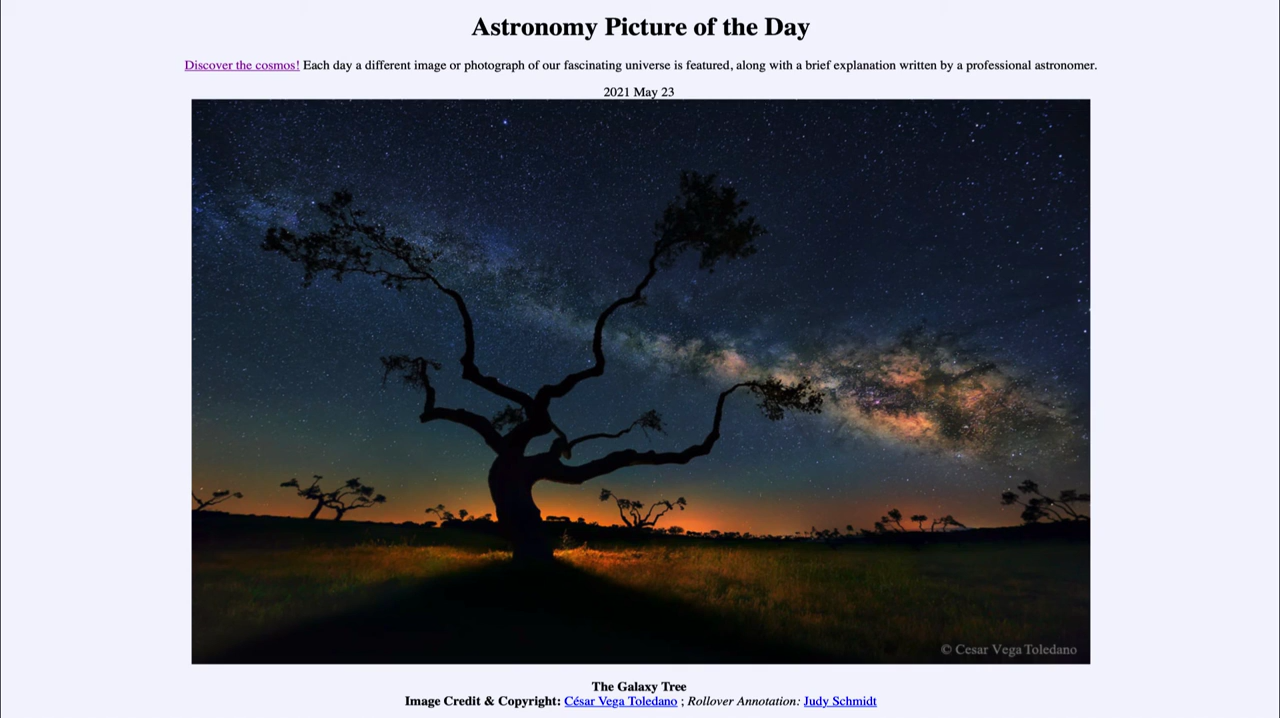 Astronomy Picture of the Day
Discover the cosmos! Each day a different image or photograph of our fascinating universe is featured, along with a brief explanation written by a professional astronomer.
2021 May 23
© Cesar Vega Toledano
The Galaxy Tree
Image Credit & Copyright: César Vega Toledano ; Rollover Annotation: Judy Schmidt